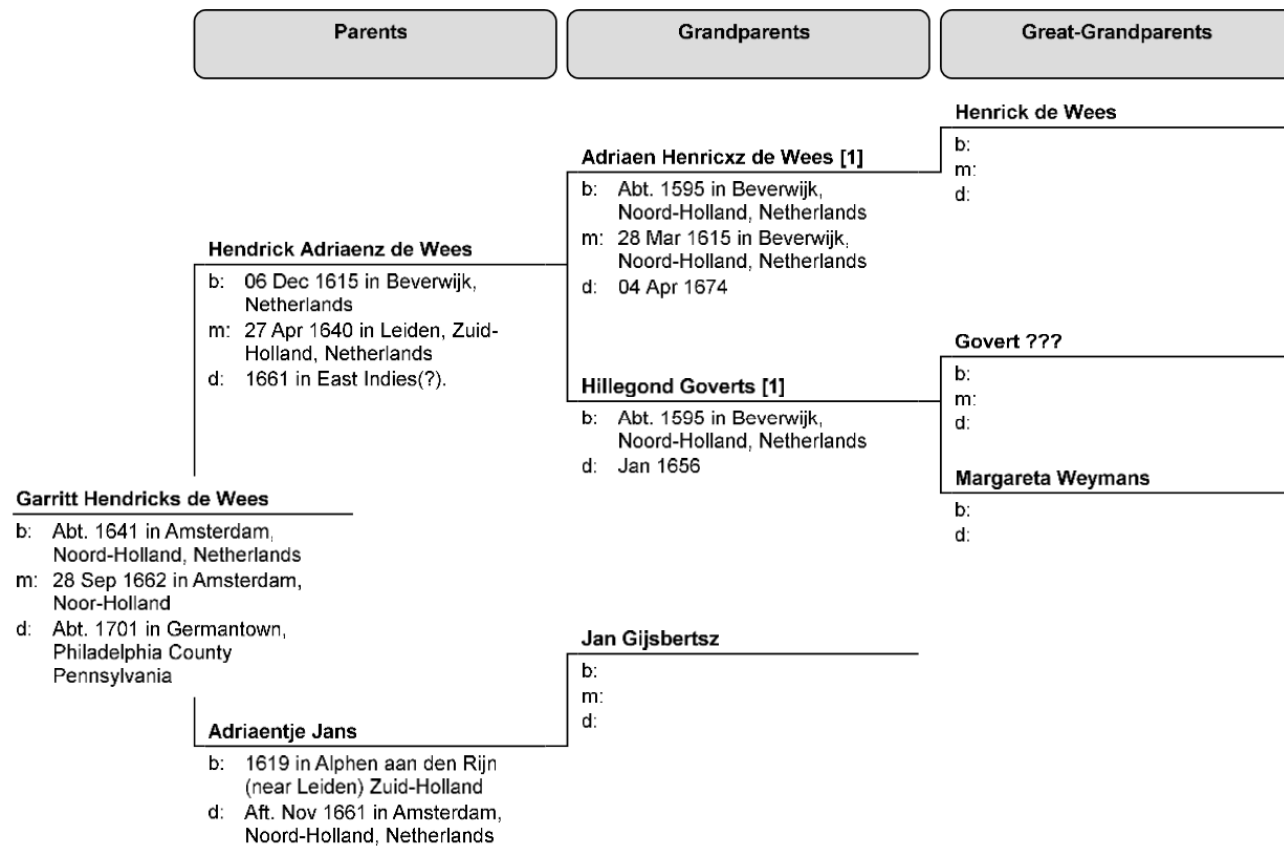 Parents
Grandparents
Great-Grandparents
Henrick de Wees
b:
m:
d:
Adriaen Henricxz de Wees [1]
b: Abt. 1595 in Beverwijk,
Noord-Holland, Netherlands
m: 28 Mar 1615 in Beverwijk,
Noord-Holland, Netherlands
d: 04 Apr 1674
Hendrick Adriaenz de Wees
b: 06 Dec 1615 in Beverwijk,
Netherlands
m: 27 Apr 1640 in Leiden, Zuid-
Holland, Netherlands
d: 1661 in East Indies(?).
Govert ???
b:
m:
d:
Hillegond Goverts [1]
b: Abt. 1595 in Beverwijk,
Noord-Holland, Netherlands
d: Jan 1656
Margareta Weymans
b:
d:
Garritt Hendricks de Wees
b: Abt. 1641 in Amsterdam,
Noord-Holland, Netherlands
m: 28 Sep 1662 in Amsterdam,
Noor-Holland
d: Abt. 1701 in Germantown,
Philadelphia County
Pennsylvania
Jan Gijsbertsz
b:
m:
d:
Adriaentje Jans
b: 1619 in Alphen aan den Rijn
(near Leiden) Zuid-Holland
d: Aft. Nov 1661 in Amsterdam,
Noord-Holland, Netherlands